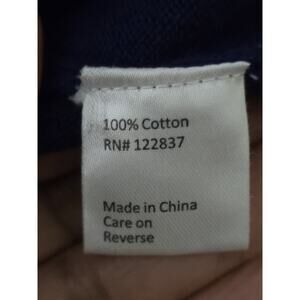 100% Cotton
RN# 122837
Made in China
Care on
Reverse